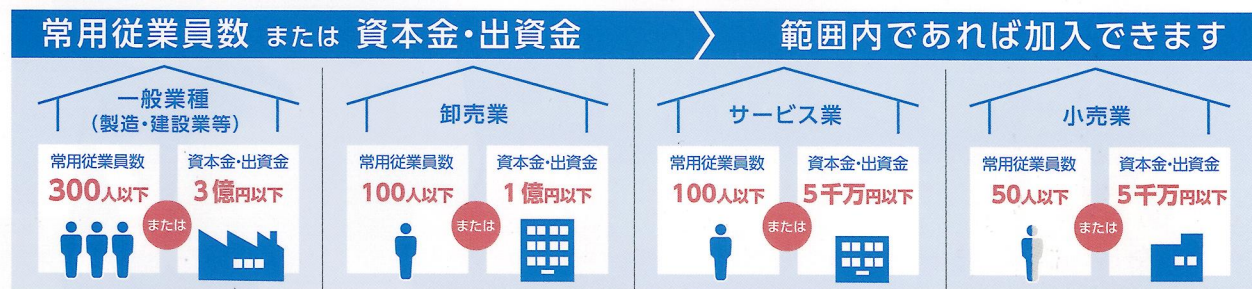 常用従業員数 または 資本金・出資金
範囲内であれば加入できます
一般業種
(製造・建設業等)
常用従業員数
300人以下
または
資本金・出資金
3億円以下
卸売業
常用従業員数
100人以下
または
資本金・出資金
1億円以下
サービス業
常用従業員数
100人以下
または
資本金・出資金
5千万円以下
小売業
常用従業員数
50人以下
または
資本金・出資金
5千万円以下